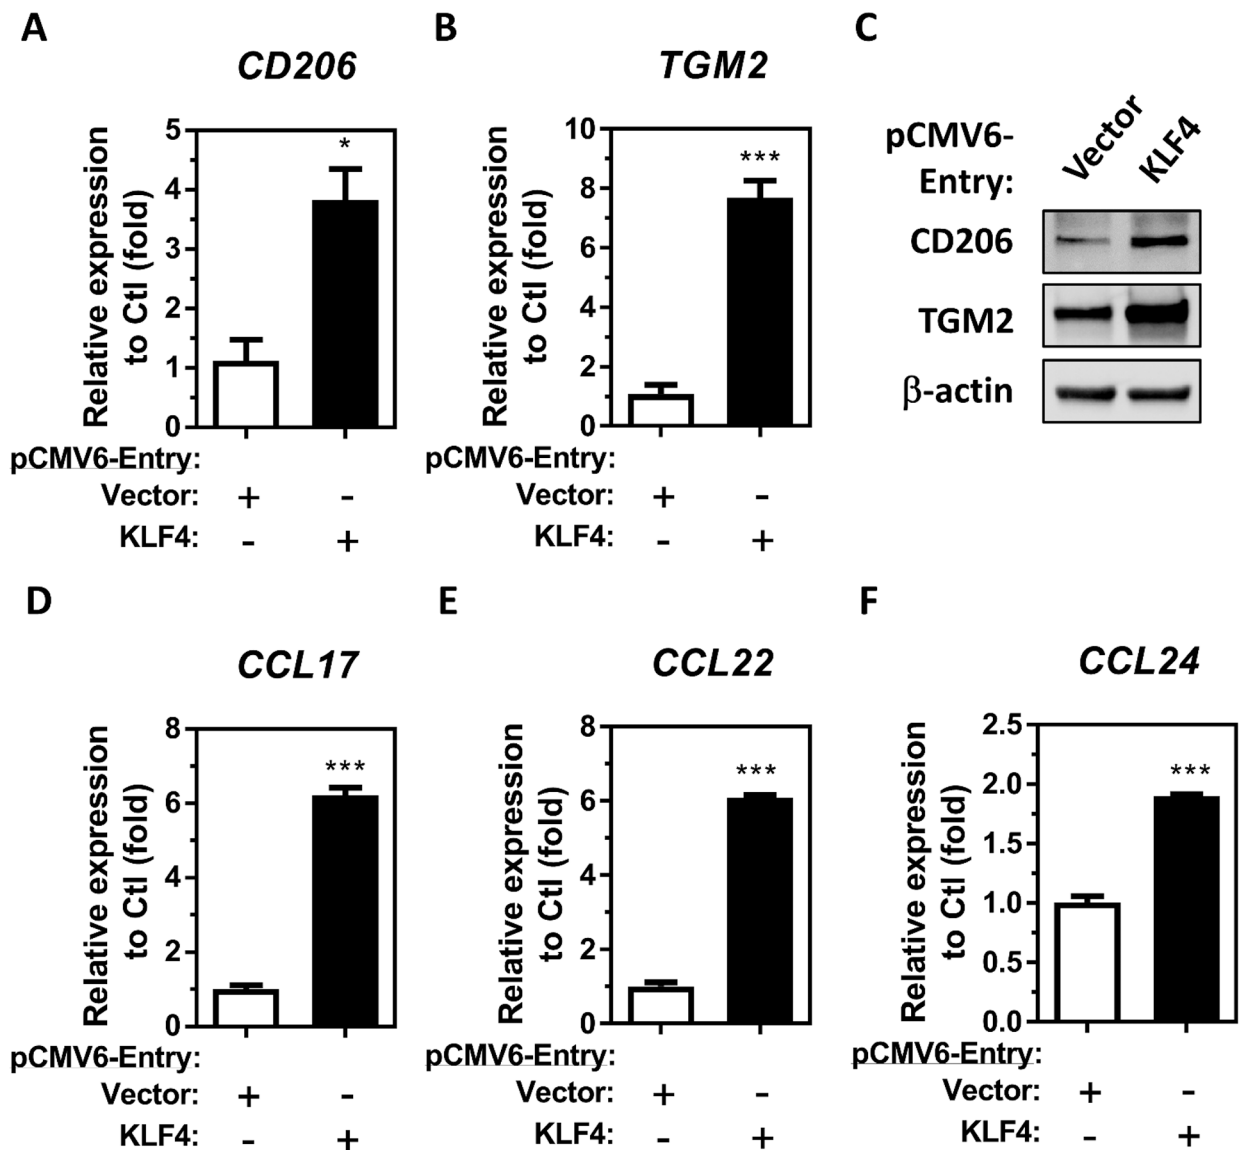 A
CD206
Relative expression
to Ctl (fold)
5
4
3
2
1
0
*
pCMV6-Entry:
Vector: + -
KLF4: - +
B
TGM2
Relative expression
to Ctl (fold)
10
8
6
4
2
0
***
pCMV6-Entry:
Vector: + -
KLF4: - +
C
pCMV6-
Entry:
Vector
KLF4
CD206
TGM2
β-actin
D
CCL17
Relative expression
to Ctl (fold)
8
6
4
2
0
***
pCMV6-Entry:
Vector: + -
KLF4: - +
E
CCL22
Relative expression
to Ctl (fold)
8
6
4
2
0
***
pCMV6-Entry:
Vector: + -
KLF4: - +
F
CCL24
Relative expression
to Ctl (fold)
2.5
2.0
1.5
1.0
0.5
0.0
***
pCMV6-Entry:
Vector: + -
KLF4: - +